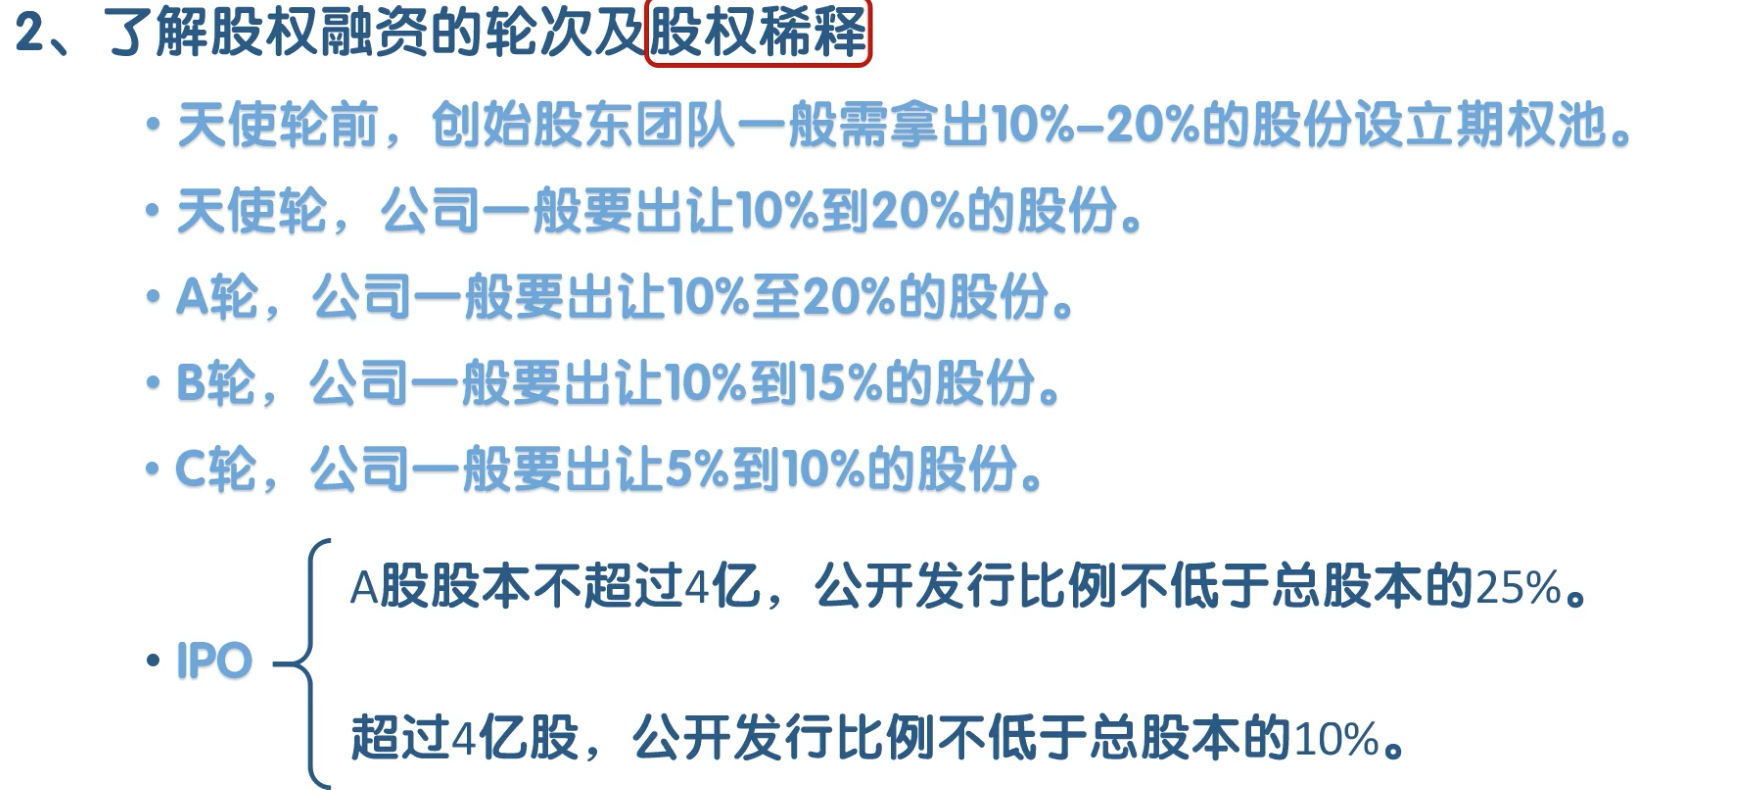 2、了解股权融资的轮次及股权稀释
• 天使轮前，创始股东团队一般需拿出10%–20%的股份设立期权池。
• 天使轮，公司一般要出让10%到20%的股份。
• A轮，公司一般要出让10%至20%的股份。
• B轮，公司一般要出让10%到15%的股份。
• C轮，公司一般要出让5%到10%的股份。
A股股本不超过4亿，公开发行比例不低于总股本的25%。
• IPO
超过4亿股，公开发行比例不低于总股本的10%。